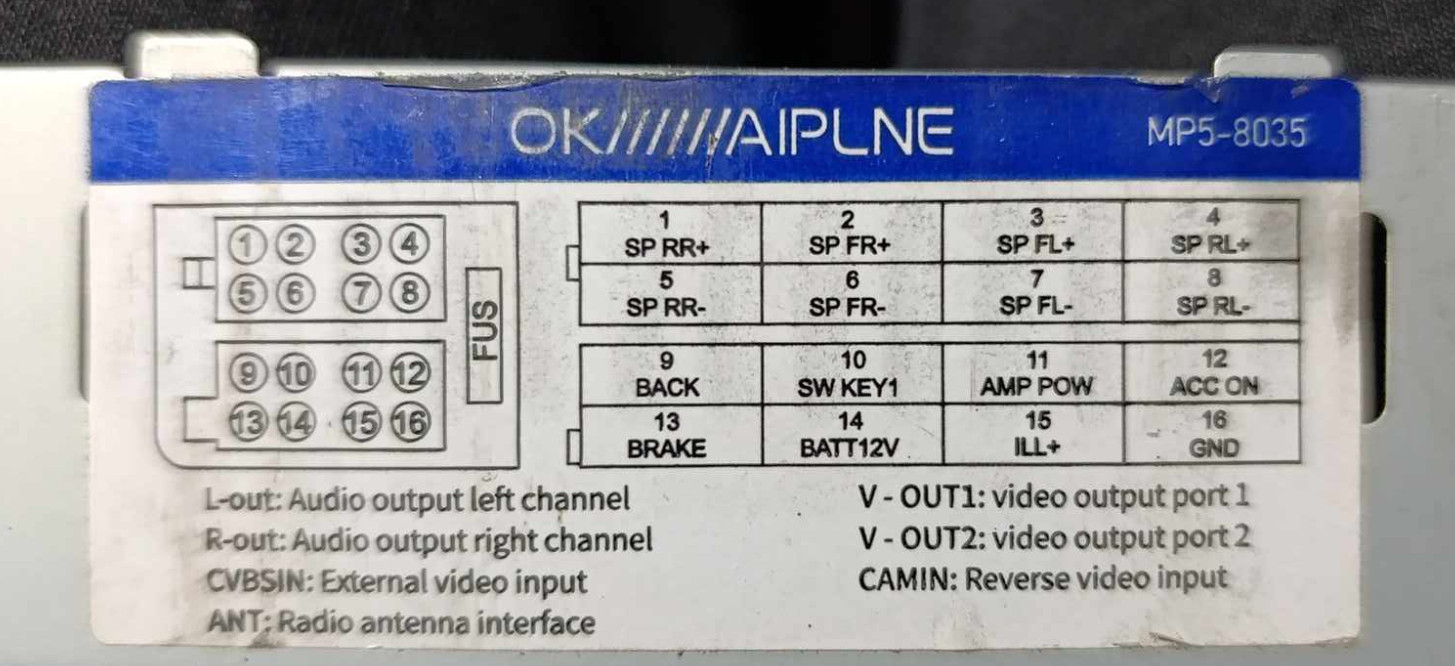 OK//////AIPLNE MP5-8035
1 2 3 4
5 6 7 8
9 10 11 12
13 14 15 16
FUS
1 2 3 4
SP RR+ SP FR+ SP FL+ SP RL+
5 6 7 8
SP RR- SP FR- SP FL- SP RL-
9 10 11 12
BACK SW KEY1 AMP POW ACC ON
13 14 15 16
BRAKE BATT12V ILL+ GND
L-out: Audio output left channel
R-out: Audio output right channel
CVBSIN: External video input
ANT: Radio antenna interface
V - OUT1: video output port 1
V - OUT2: video output port 2
CAMIN: Reverse video input